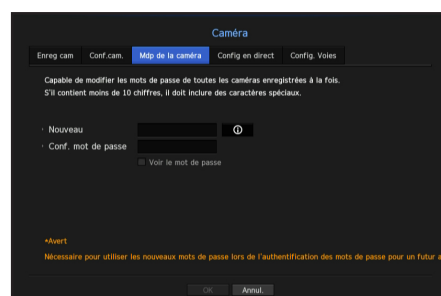 Caméra
Enreg cam Conf.cam. Mdp de la caméra Config en direct Config. Voies
Capable de modifier les mots de passe de toutes les caméras enregistrées à la fois.
S'il contient moins de 10 chiffres, il doit inclure des caractères spéciaux.
· Nouveau
· Conf. mot de passe
Voir le mot de passe
*Avert
Nécessaire pour utiliser les nouveaux mots de passe lors de l'authentification des mots de passe pour un futur a
OK Annul.